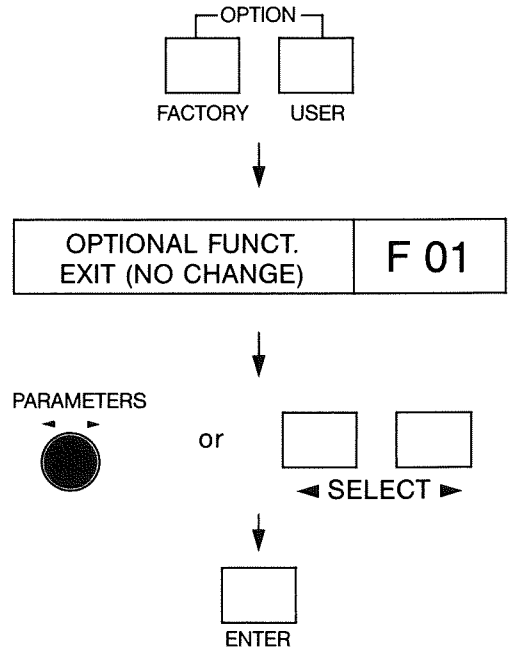 OPTION
FACTORY USER
OPTIONAL FUNCT. F 01
EXIT (NO CHANGE)
PARAMETERS
or
◄ SELECT ►
ENTER